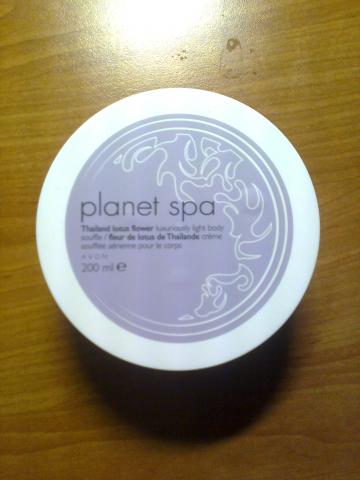 planet spa
Thailand lotus flower luxuriously light body
souffle / fleur de lotus de Thaïlande crème
soufflée aérienne pour le corps
AVON
200 ml e